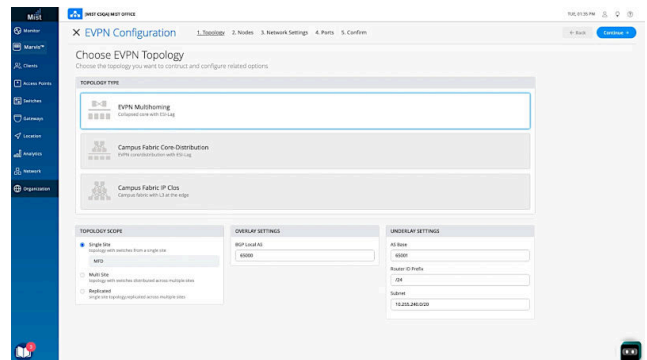 Mist
[MIST CSQA] MIST OFFICE
TUE, 01:35 PM
Monitor
Marvis™
Clients
Access Points
Switches
Gateways
Location
Analytics
Network
Organization
3
X EVPN Configuration
1. Topology 2. Nodes 3. Network Settings 4. Ports 5. Confirm
Back
Continue
Choose EVPN Topology
Choose the topology you want to construct and configure related options
TOPOLOGY TYPE
EVPN Multihoming
Collapsed core with ESI-Lag
Campus Fabric Core-Distribution
EVPN core/distribution with ESI-Lag
Campus Fabric IP Clos
Campus fabric with L3 at the edge
TOPOLOGY SCOPE
Single Site
topology with switches from a single site
MFD
Multi Site
topology with switches distributed across multiple sites
Replicated
single site topology replicated across multiple sites
OVERLAY SETTINGS
BGP Local AS
65000
UNDERLAY SETTINGS
AS Base
65001
Router ID Prefix
/24
Subnet
10.255.240.0/20